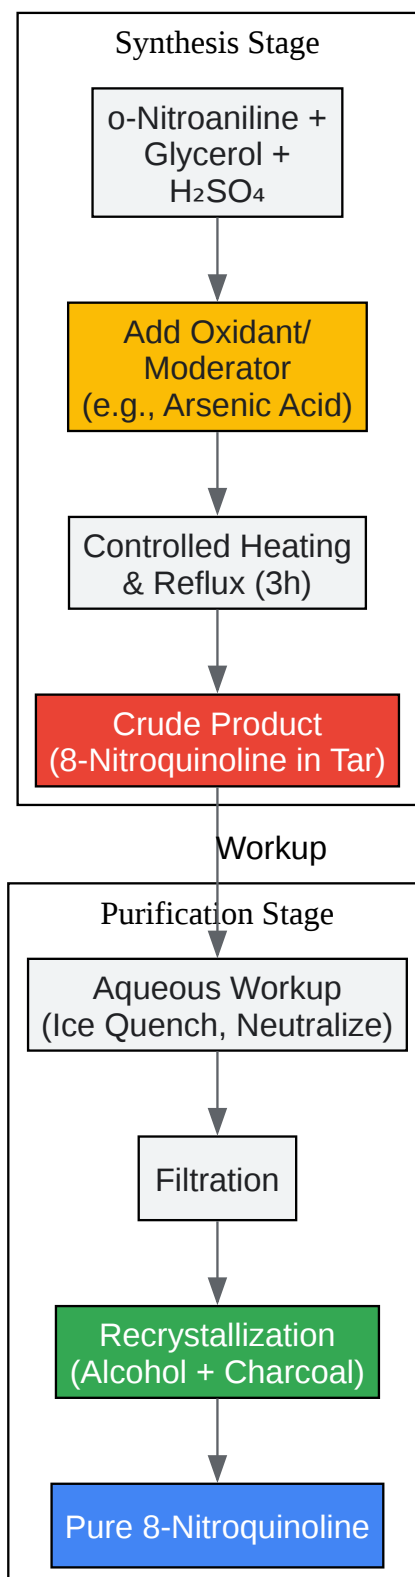 Synthesis Stage
o-Nitroaniline +
Glycerol +
H₂SO₄
Add Oxidant/
Moderator
(e.g., Arsenic Acid)
Controlled Heating
& Reflux (3h)
Crude Product
(8-Nitroquinoline in Tar)
Workup
Purification Stage
Aqueous Workup
(Ice Quench, Neutralize)
Filtration
Recrystallization
(Alcohol + Charcoal)
Pure 8-Nitroquinoline